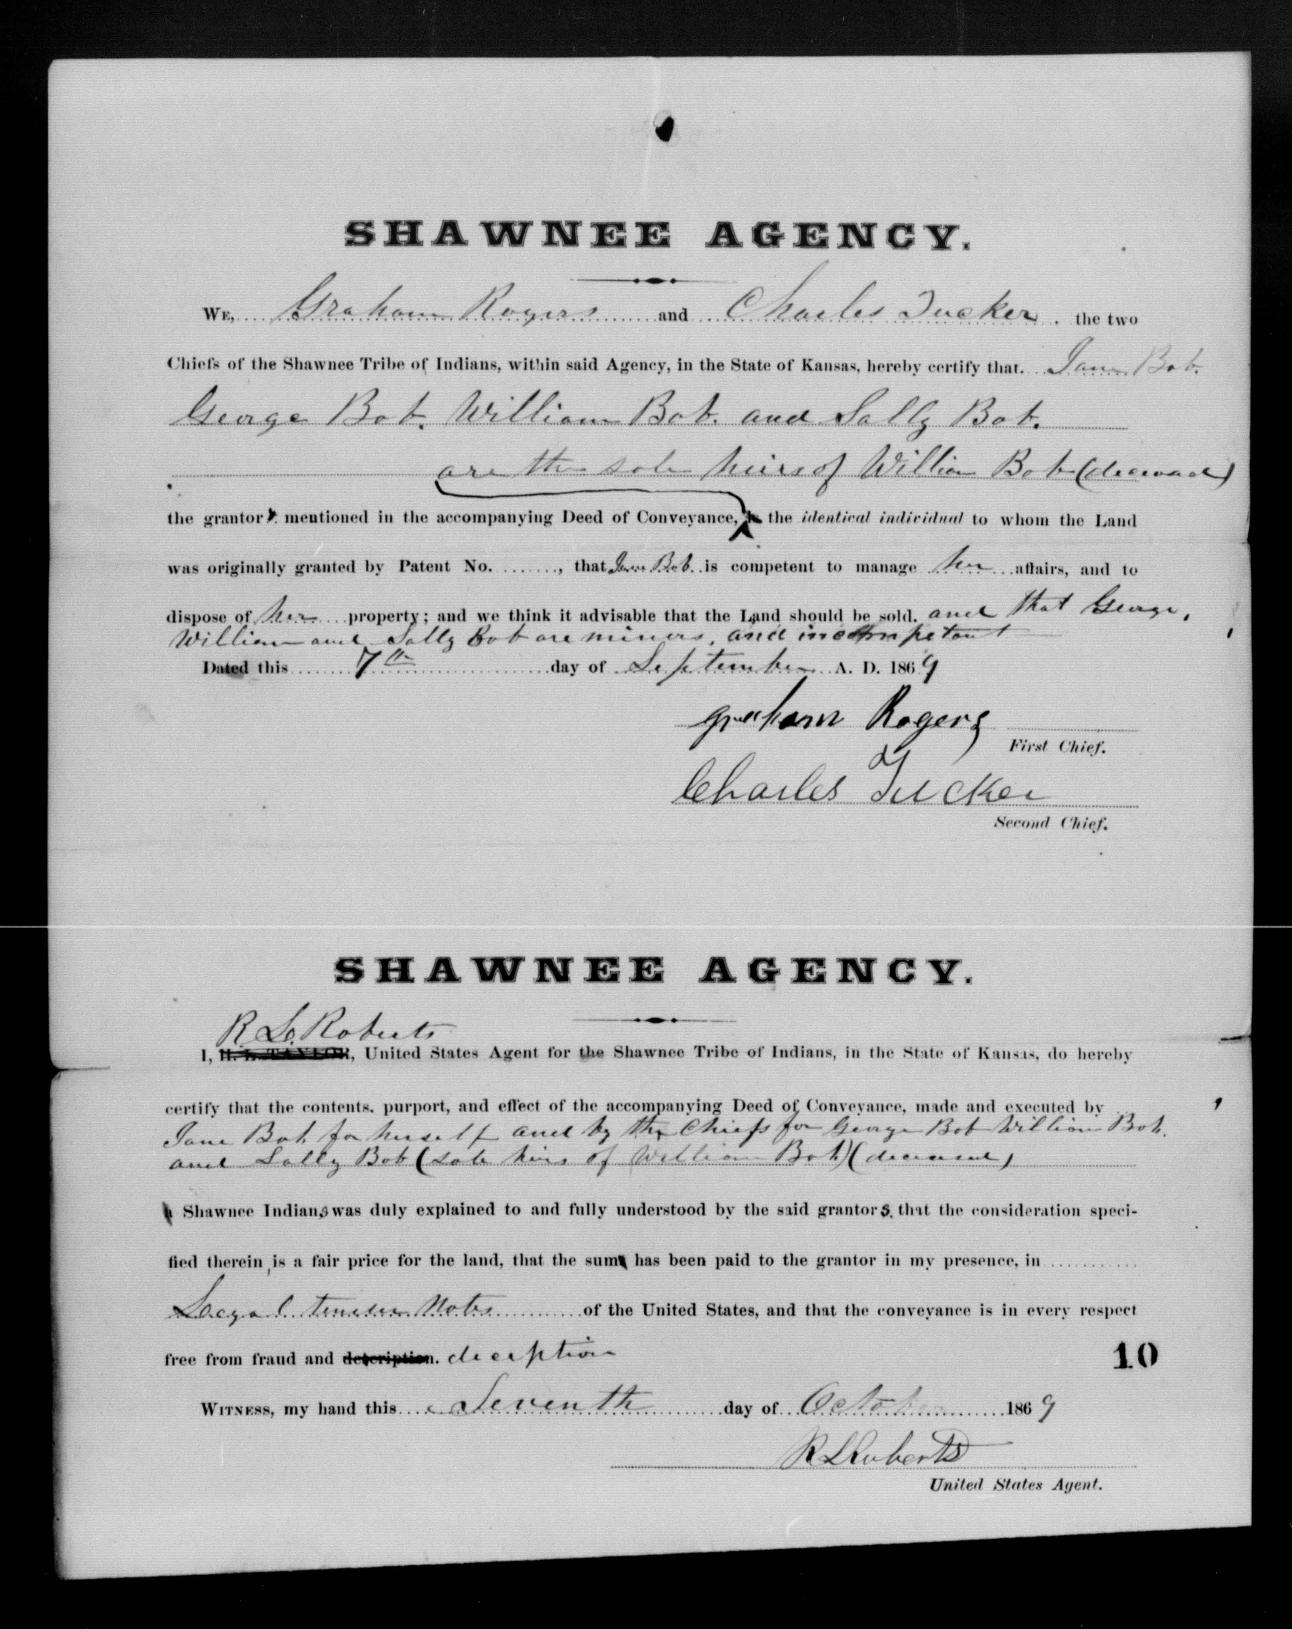 SHAWNEE AGENCY.
WE, Graham Rogers and Charles Tucker. the two
Chiefs of the Shawnee Tribe of Indians, within said Agency, in the State of Kansas, hereby certify that. Jane Bob.
George Bob. William Bob. and Sally Bob.
are the sole heirs of William Bob (deceased)
the grantors mentioned in the accompanying Deed of Conveyance, is the identical individual to whom the Land
was originally granted by Patent No. ......., that Jane Bob. is competent to manage her affairs, and to
dispose of her property; and we think it advisable that the Land should be sold. and that George,
William and Sally Bob are minors, and incompetent
Dated this 7th day of September A. D. 1869
Graham Rogers
First Chief.
Charles Tucker
Second Chief.
SHAWNEE AGENCY.
R L Roberts
I, H. L. TAYLOR, United States Agent for the Shawnee Tribe of Indians, in the State of Kansas, do hereby
certify that the contents, purport, and effect of the accompanying Deed of Conveyance, made and executed by
Jane Bob for herself and by the Chiefs for George Bob William Bob.
and Sally Bob (sole heirs of William Bob) (deceased)
a Shawnee Indians was duly explained to and fully understood by the said grantors, that the consideration speci-
fied therein is a fair price for the land, that the sum has been paid to the grantor in my presence, in
Leagal tender Notes of the United States, and that the conveyance is in every respect
free from fraud and description. deception
10
WITNESS, my hand this Seventh day of October 1869
R L Roberts
United States Agent.